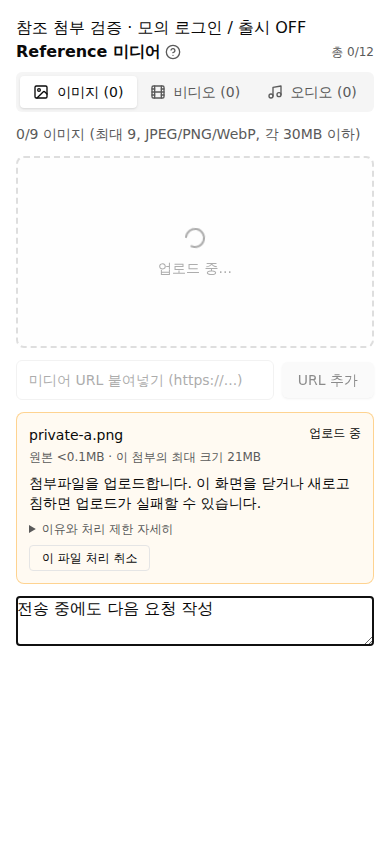 참조 첨부 검증 · 모의 로그인 / 출시 OFF
Reference 미디어
총 0/12
이미지 (0)
비디오 (0)
오디오 (0)
0/9 이미지 (최대 9, JPEG/PNG/WebP, 각 30MB 이하)
업로드 중...
미디어 URL 붙여넣기 (https://...)
URL 추가
private-a.png
업로드 중
원본 <0.1MB · 이 첨부의 최대 크기 21MB
첨부파일을 업로드합니다. 이 화면을 닫거나 새로고
침하면 업로드가 실패할 수 있습니다.
이유와 처리 제한 자세히
이 파일 처리 취소
전송 중에도 다음 요청 작성